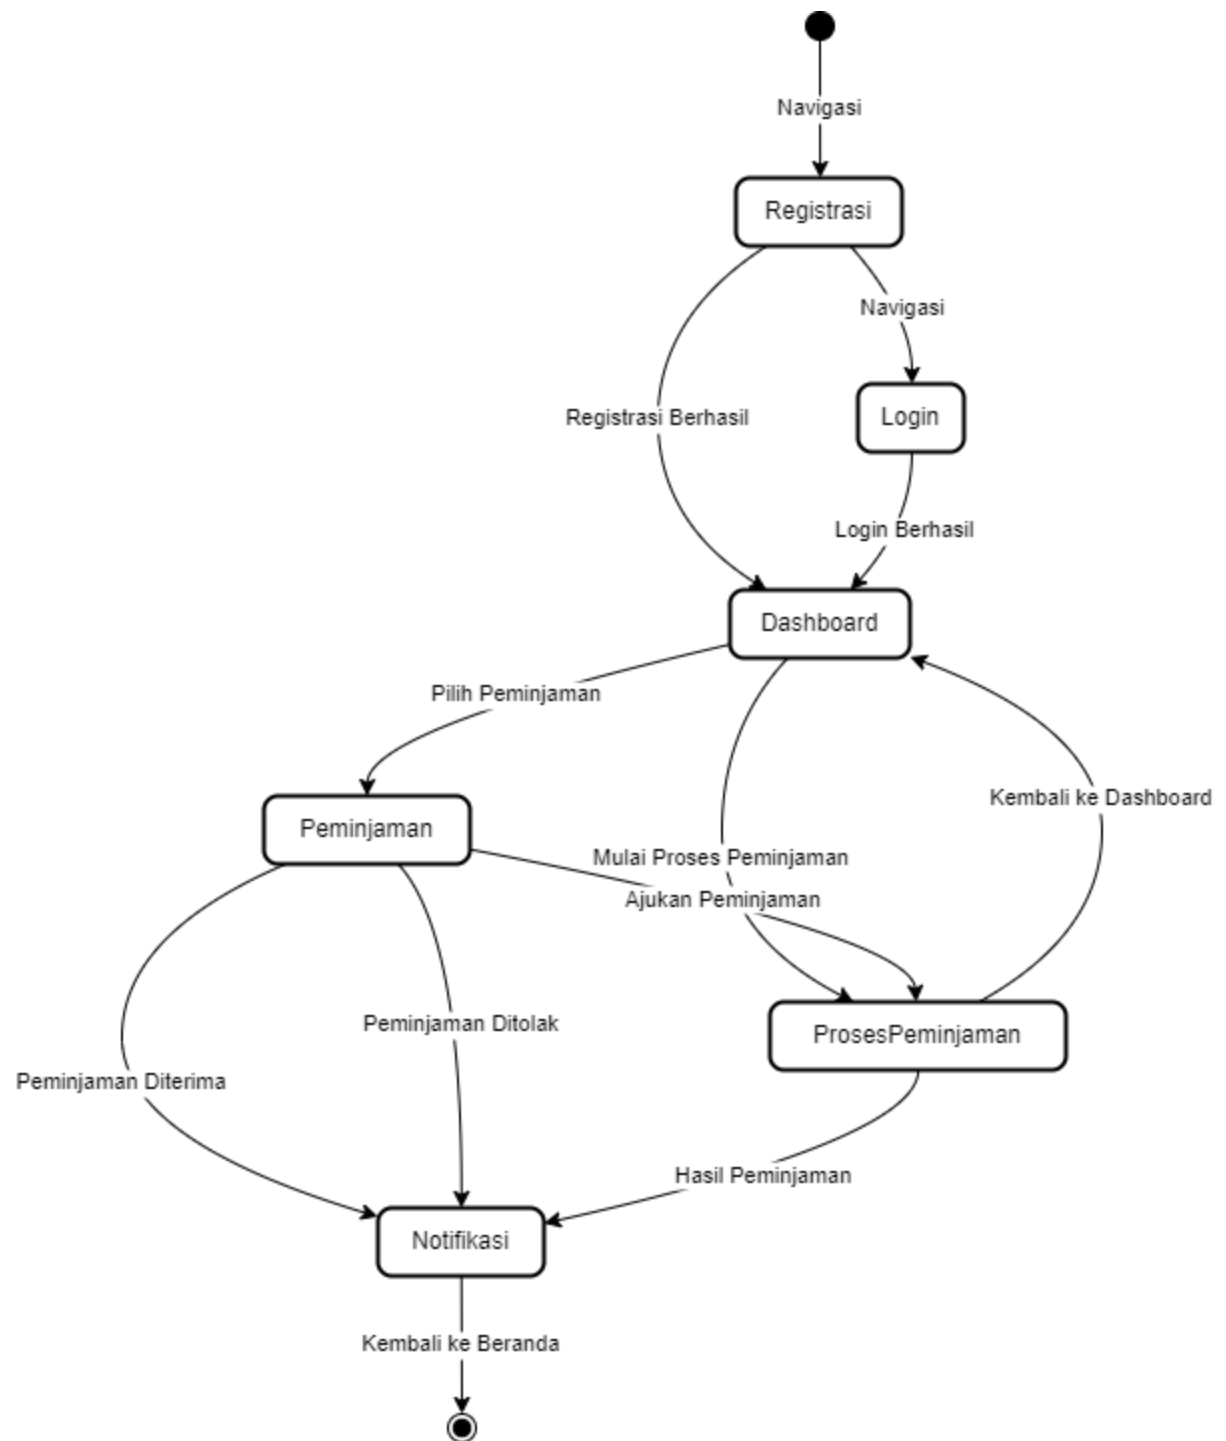 Navigasi
Registrasi
Navigasi
Registrasi Berhasil
Login
Login Berhasil
Dashboard
Pilih Peminjaman
Kembali ke Dashboard
Peminjaman
Mulai Proses Peminjaman
Ajukan Peminjaman
Peminjaman Ditolak
ProsesPeminjaman
Peminjaman Diterima
Hasil Peminjaman
Notifikasi
Kembali ke Beranda